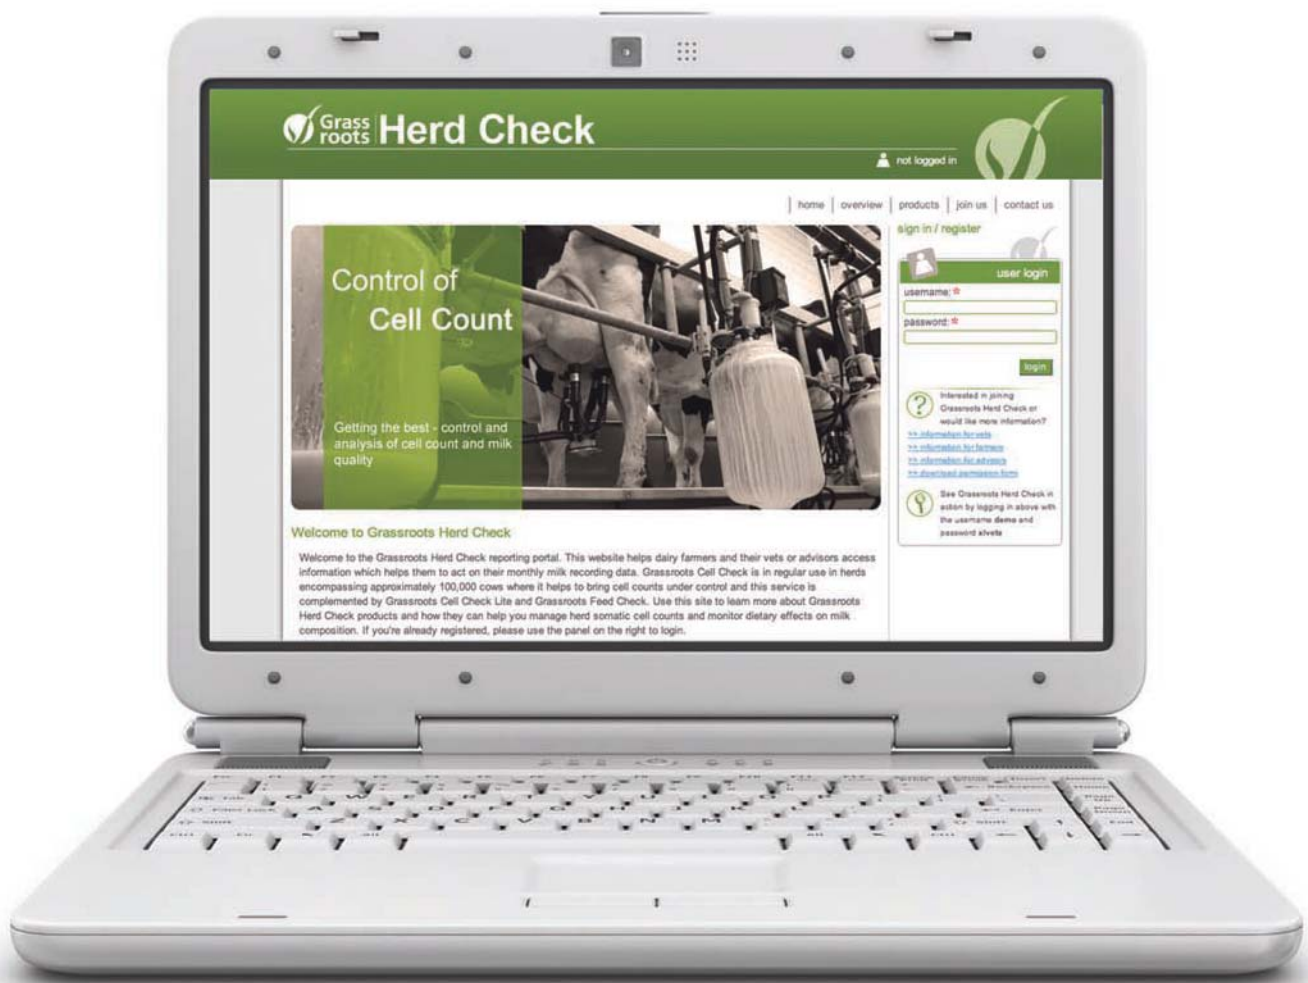 Grass
roots
Herd Check
not logged in
home
overview
products
join us
contact us
Control of
Cell Count
Getting the best - control and
analysis of cell count and milk
quality
sign in / register
user login
username: *
password: *
login
Interested in joining
Grassroots Herd Check or
would like more information?
>> information for vets
>> information for farmers
>> information for advisors
>> download permission form
See Grassroots Herd Check in
action by logging in above with
the username demo and
password alvets
Welcome to Grassroots Herd Check
Welcome to the Grassroots Herd Check reporting portal. This website helps dairy farmers and their vets or advisors access
information which helps them to act on their monthly milk recording data. Grassroots Cell Check is in regular use in herds
encompassing approximately 100,000 cows where it helps to bring cell counts under control and this service is
complemented by Grassroots Cell Check Lite and Grassroots Feed Check. Use this site to learn more about Grassroots
Herd Check products and how they can help you manage herd somatic cell counts and monitor dietary effects on milk
composition. If you're already registered, please use the panel on the right to login.